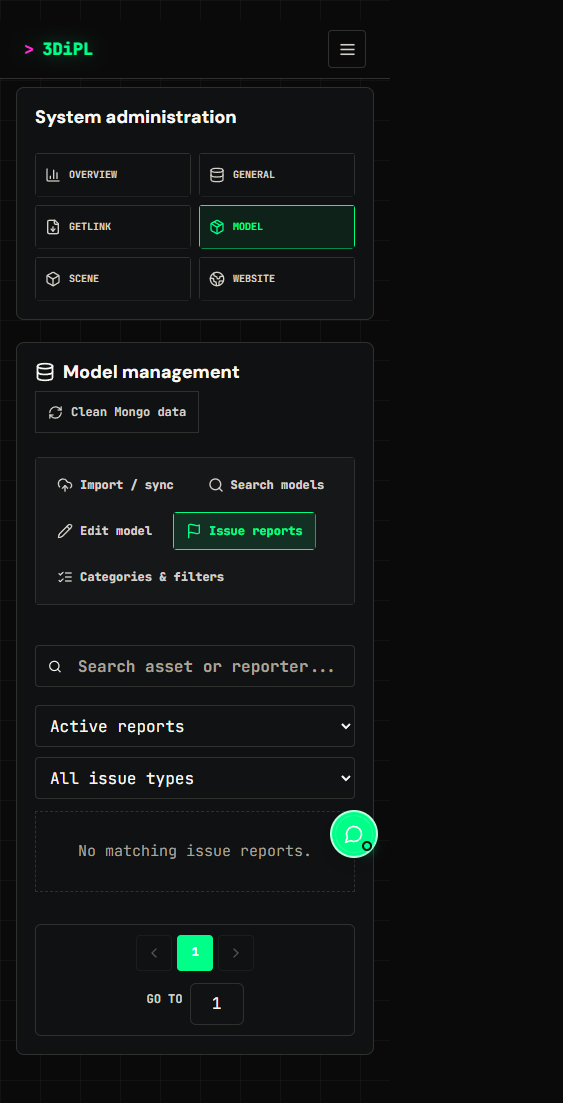 > 3DiPL
System administration
OVERVIEW
GENERAL
GETLINK
MODEL
SCENE
WEBSITE
Model management
Clean Mongo data
Import / sync
Search models
Edit model
Issue reports
Categories & filters
Search asset or reporter...
Active reports
All issue types
No matching issue reports.
1
GO TO
1